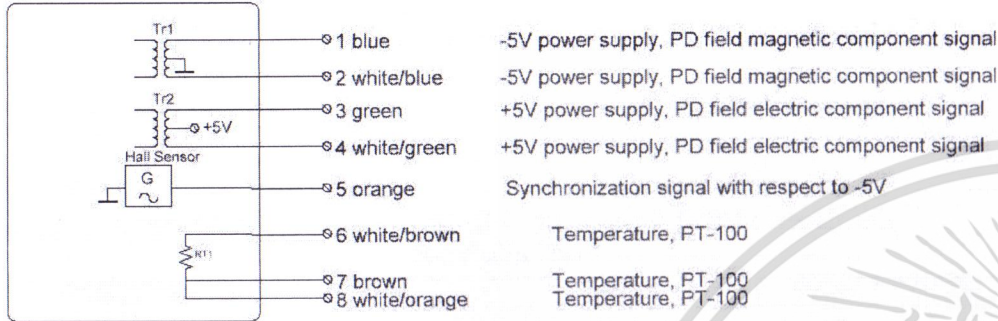 Tr1
1 blue -5V power supply, PD field magnetic component signal
2 white/blue -5V power supply, PD field magnetic component signal
Tr2
3 green +5V power supply, PD field electric component signal
+5V
4 white/green +5V power supply, PD field electric component signal
Hall Sensor
G
5 orange Synchronization signal with respect to -5V
6 white/brown Temperature, PT-100
RT1
7 brown Temperature, PT-100
8 white/orange Temperature, PT-100